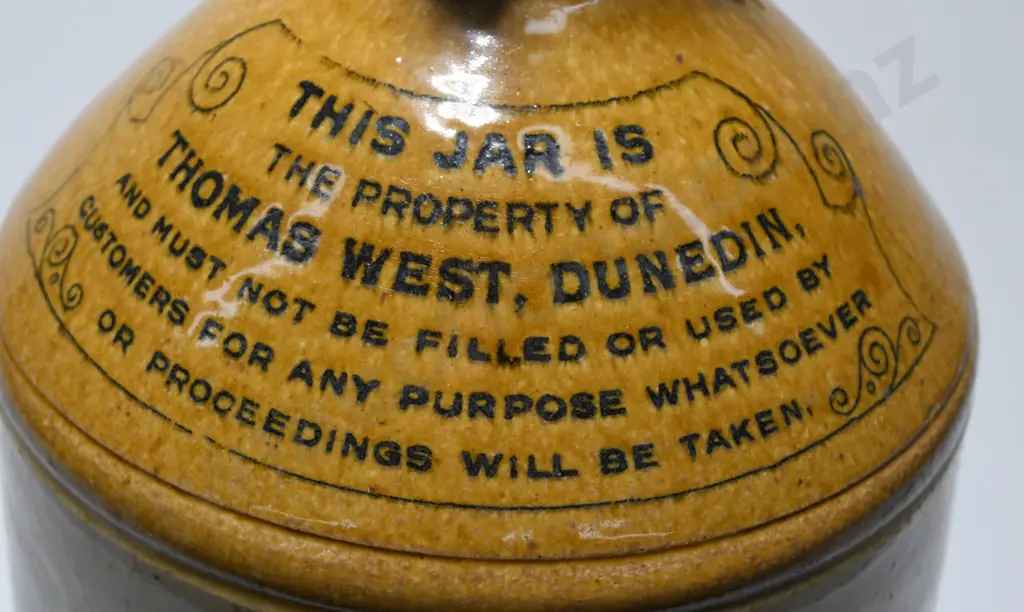 THIS JAR IS
THE PROPERTY OF
THOMAS WEST, DUNEDIN,
AND MUST NOT BE FILLED OR USED BY
CUSTOMERS FOR ANY PURPOSE WHATSOEVER
OR PROCEEDINGS WILL BE TAKEN.